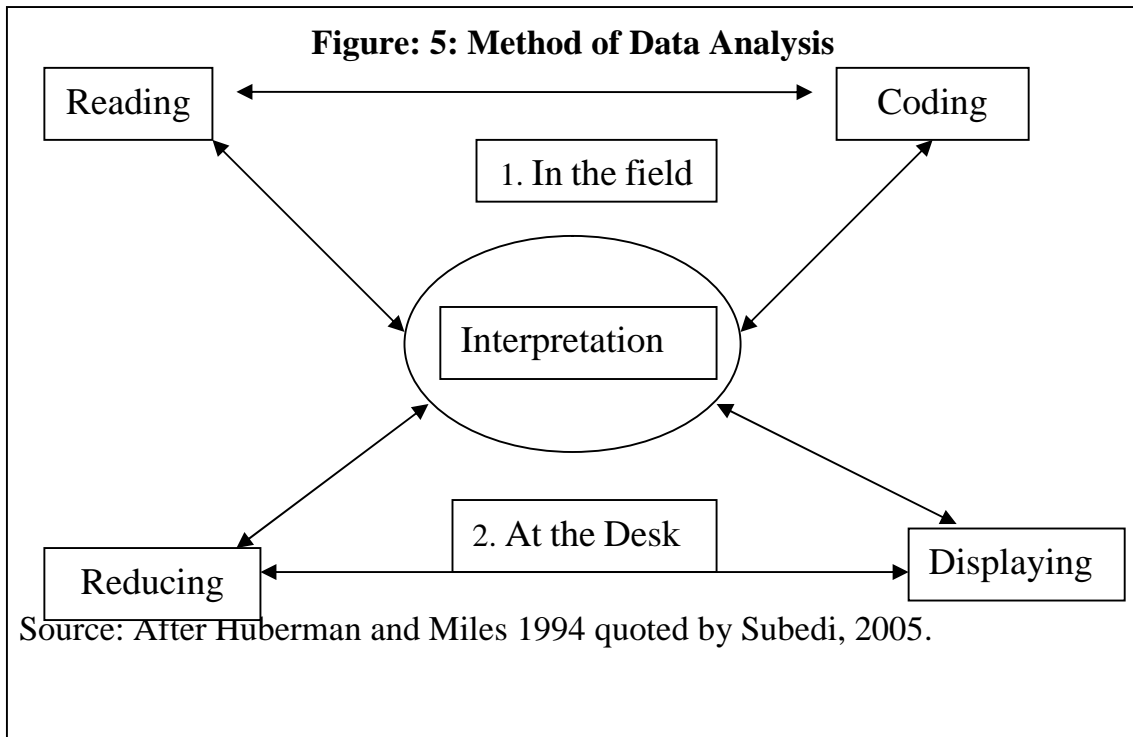 Figure: 5: Method of Data Analysis
Reading
Coding
1. In the field
Interpretation
2. At the Desk
Reducing
Displaying
Source: After Huberman and Miles 1994 quoted by Subedi, 2005.